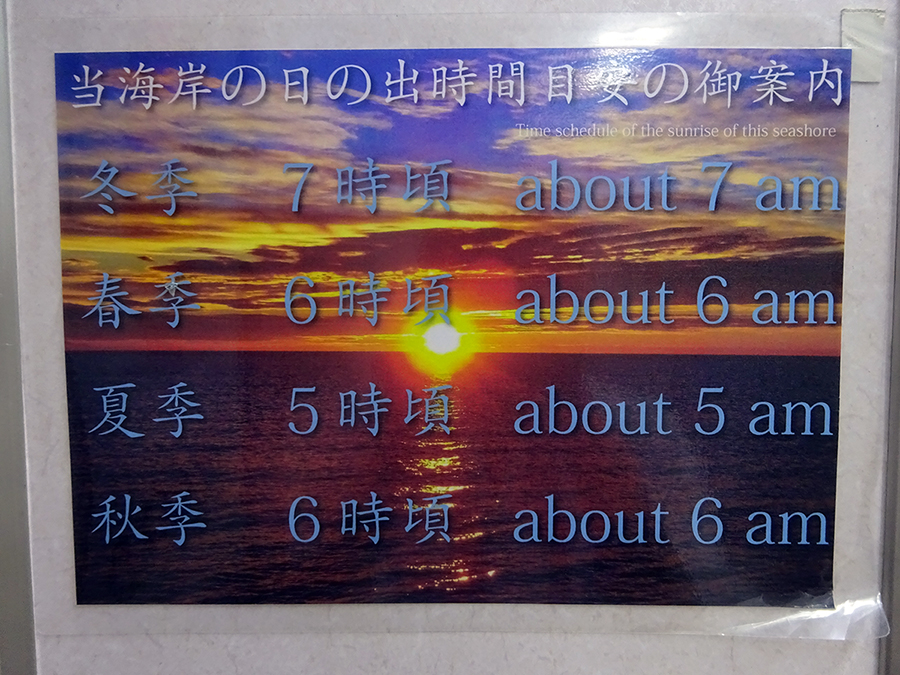 当海岸の日の出時間目安の御案内
Time schedule of the sunrise of this seashore
冬季 7時頃 about 7 am
春季 6時頃 about 6 am
夏季 5時頃 about 5 am
秋季 6時頃 about 6 am